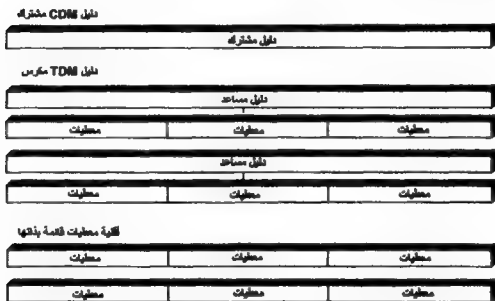 دليل CDM مشترك
دليل مشترك
دليل TDM مكرس
دليل مساعد
معطيات معطيات معطيات
دليل مساعد
معطيات معطيات معطيات
أقنية معطيات قائمة بذاتها
معطيات معطيات معطيات
معطيات معطيات معطيات